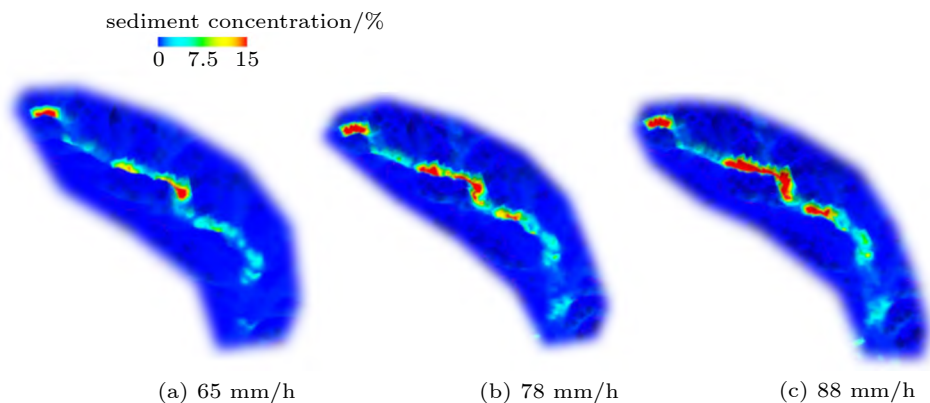 sediment concentration/%
0 7.5 15
(a) 65 mm/h
(b) 78 mm/h
(c) 88 mm/h